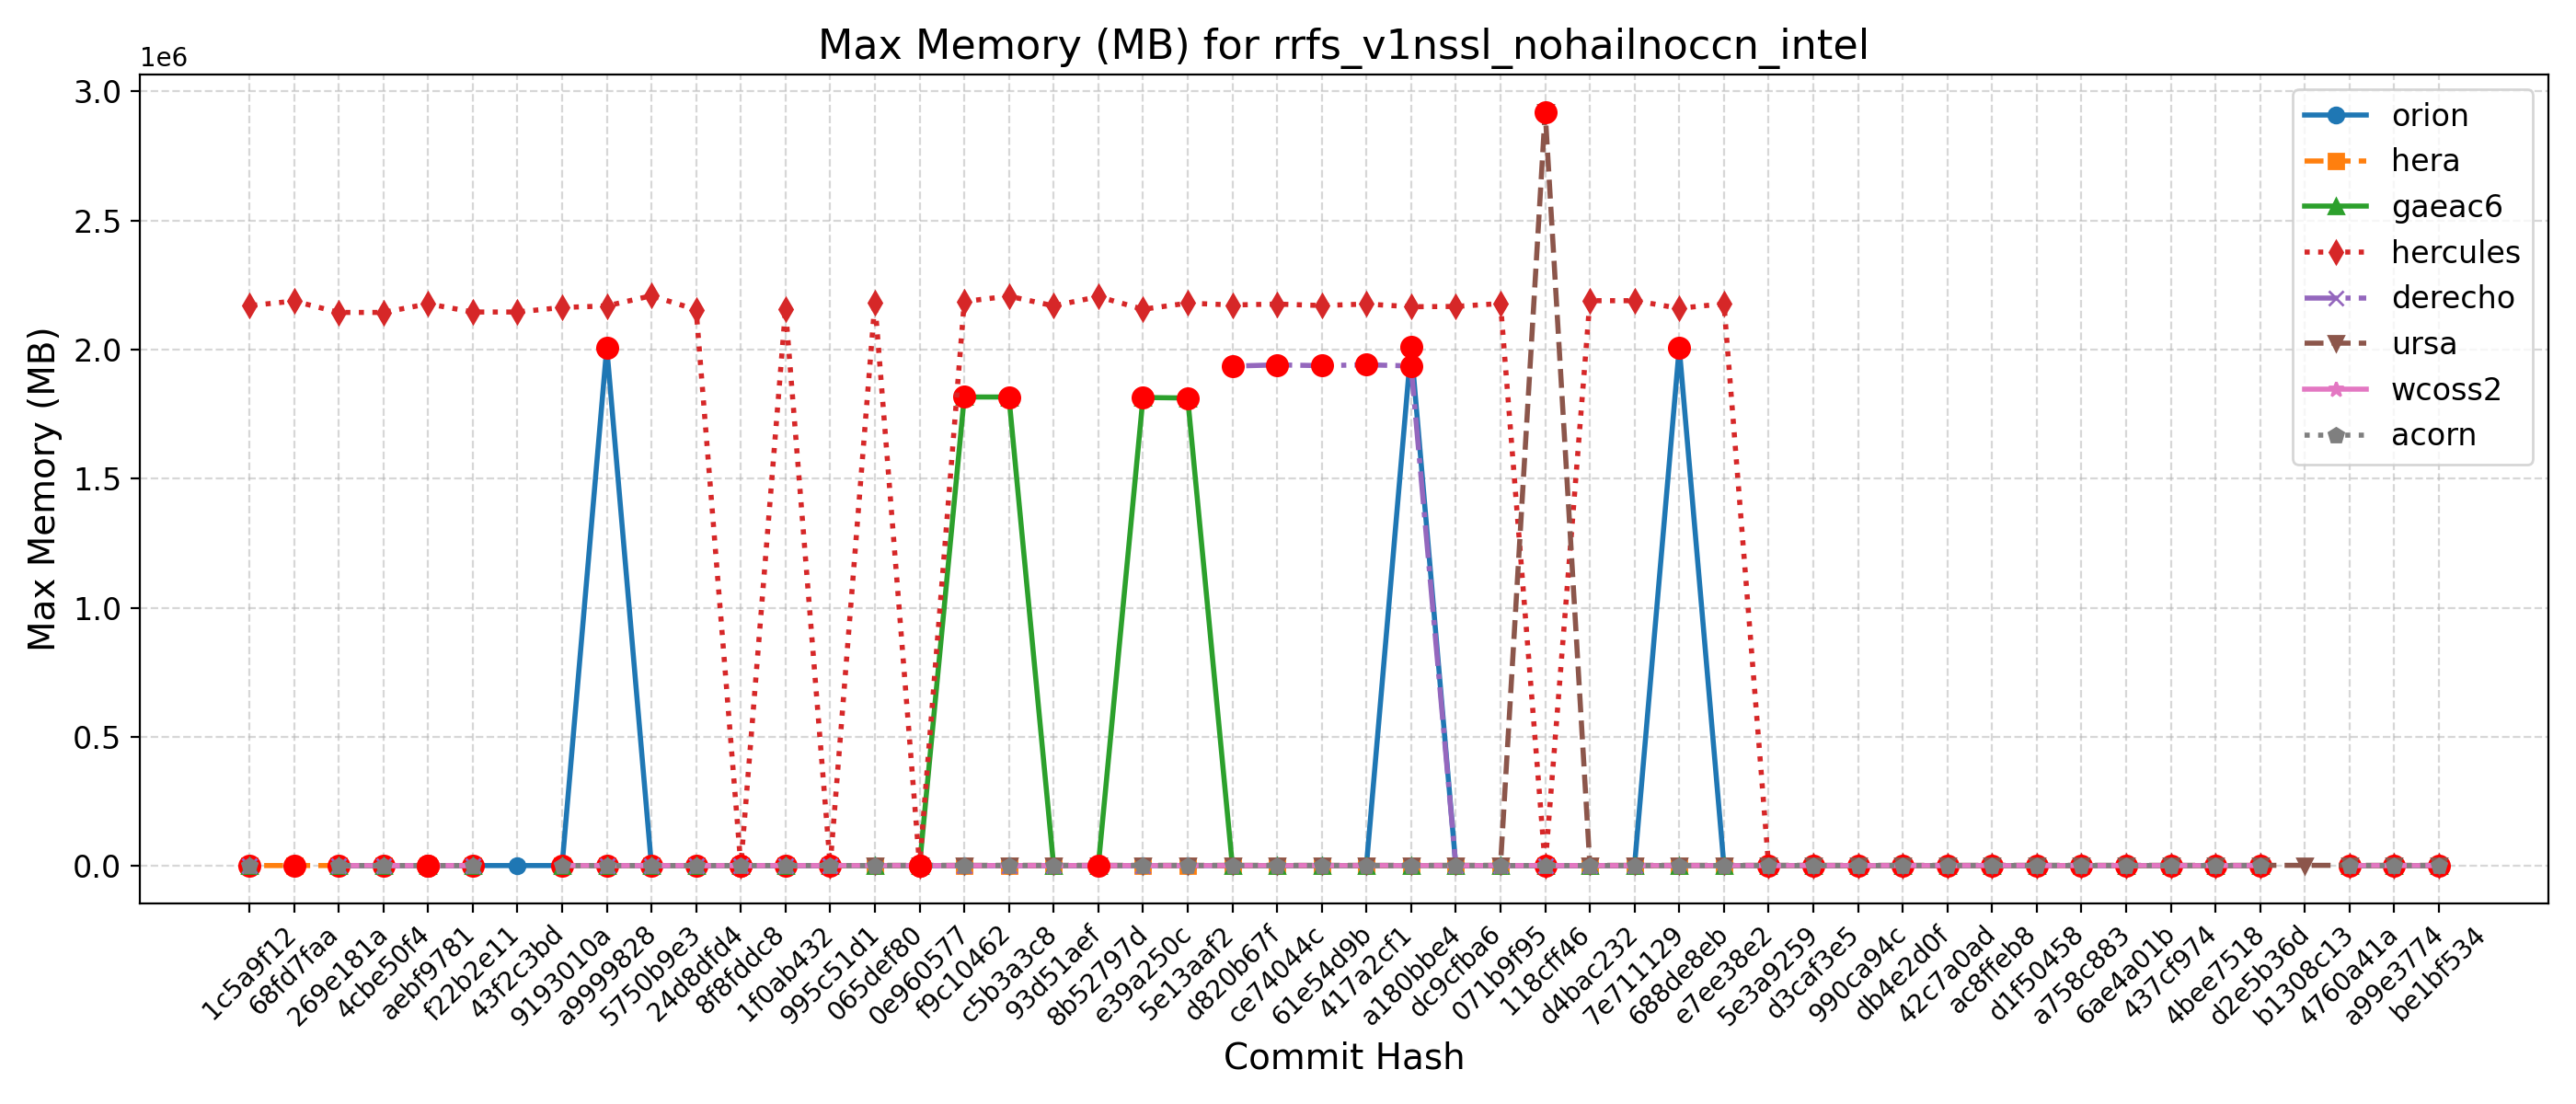 Max Memory (MB) for rrfs_v1nssl_nohailnoccn_intel
1e6
3.0
2.5
2.0
1.5
1.0
0.5
0.0
Max Memory (MB)
orion
hera
gaeac6
hercules
derecho
ursa
wcoss2
acorn
1c5a9f12
68fd7faa
269e181a
4cbe50f4
aebf9781
f22b2e11
43f2c3bd
9193010a
a9999828
5750b9e3
24d8dfd4
8f8fddc8
1f0ab432
995c51d1
065def80
0e960577
f9c10462
c5b3a3c8
93d51aef
8b52797d
e39a250c
5e13aaf2
d820b67f
ce74044c
61e54d9b
417a2cf1
a180bbe4
dc9cfba6
071b9f95
118cff46
d4bac232
7e711129
688de8eb
e7ee38e2
5e3a9259
d3caf3e5
990ca94c
db4e2d0f
42c7a0ad
ac8ffeb8
d1f50458
a758c883
6ae4a01b
437cf974
4bee7518
d2e5b36d
b1308c13
4760a41a
a99e3774
be1bf534
Commit Hash